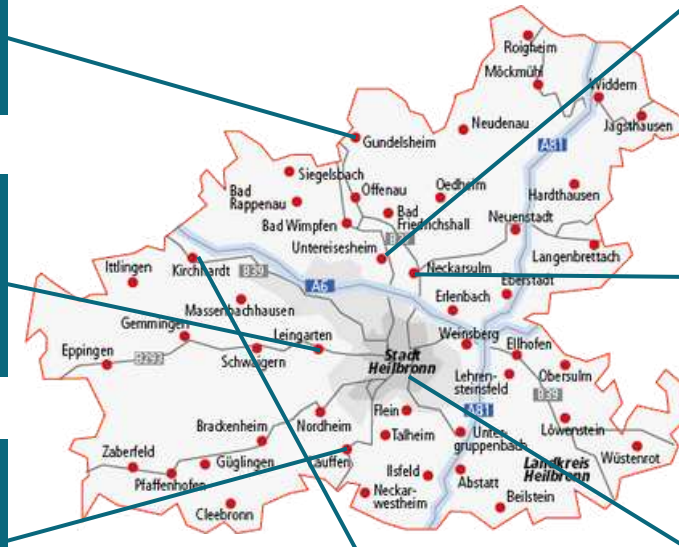 Roigheim
Möckmühl
Widdern
Jagsthausen
Neudenau
Gundelsheim
A81
Siegelsbach
Bad
Rappenau
Offenau
Oedheim
Hardthausen
Bad Wimpfen
Bad
Friedrichshall
Neuenstadt
Untereisesheim
Langenbrettach
Ittlingen
Kirchhardt
B39
Neckarsulm
A6
Eberstadt
Massenbachhausen
Erlenbach
Gemmingen
Leingarten
Weinsberg
Eppingen
B293
Schwaigern
Stadt
Heilbronn
Ellhofen
Lehren-
steinsfeld
Obersulm
B39
Flein
A81
Nordheim
Löwenstein
Brackenheim
Talheim
Unter-
gruppenbach
Zaberfeld
Güglingen
Lauffen
Wüstenrot
Pfaffenhofen
Ilsfeld
Abstatt
Landkreis
Heilbronn
Neckar-
westheim
Beilstein
Cleebronn